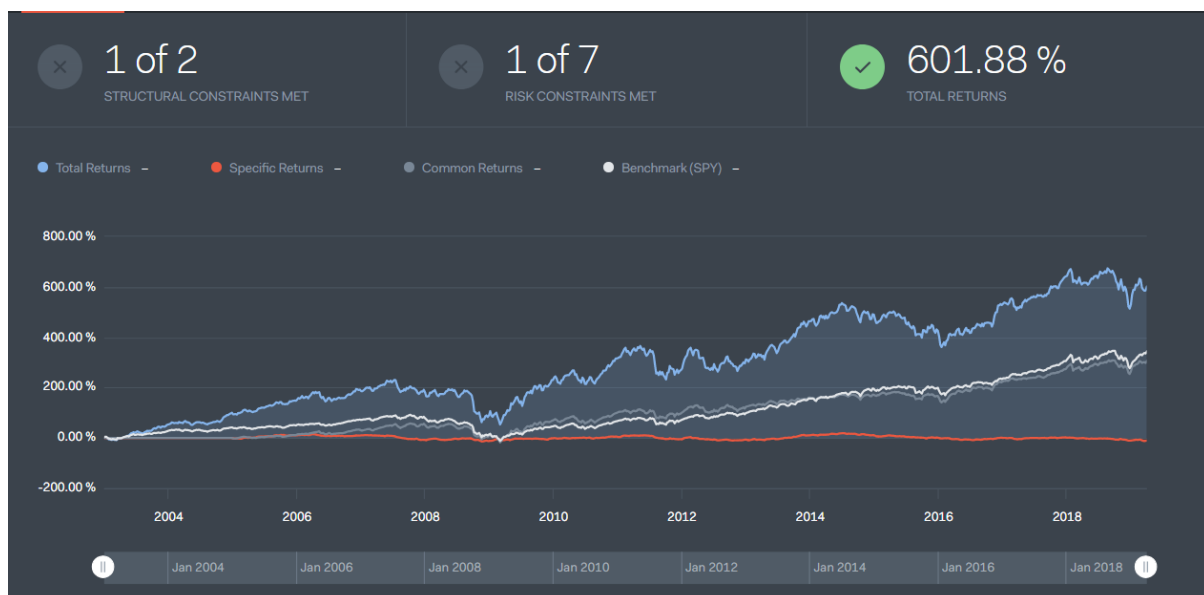 1 of 2
STRUCTURAL CONSTRAINTS MET
1 of 7
RISK CONSTRAINTS MET
601.88 %
TOTAL RETURNS
Total Returns –
Specific Returns –
Common Returns –
Benchmark (SPY) –
800.00 %
600.00 %
400.00 %
200.00 %
0.00 %
-200.00 %
2004 2006 2008 2010 2012 2014 2016 2018
Jan 2004 Jan 2006 Jan 2008 Jan 2010 Jan 2012 Jan 2014 Jan 2016 Jan 2018